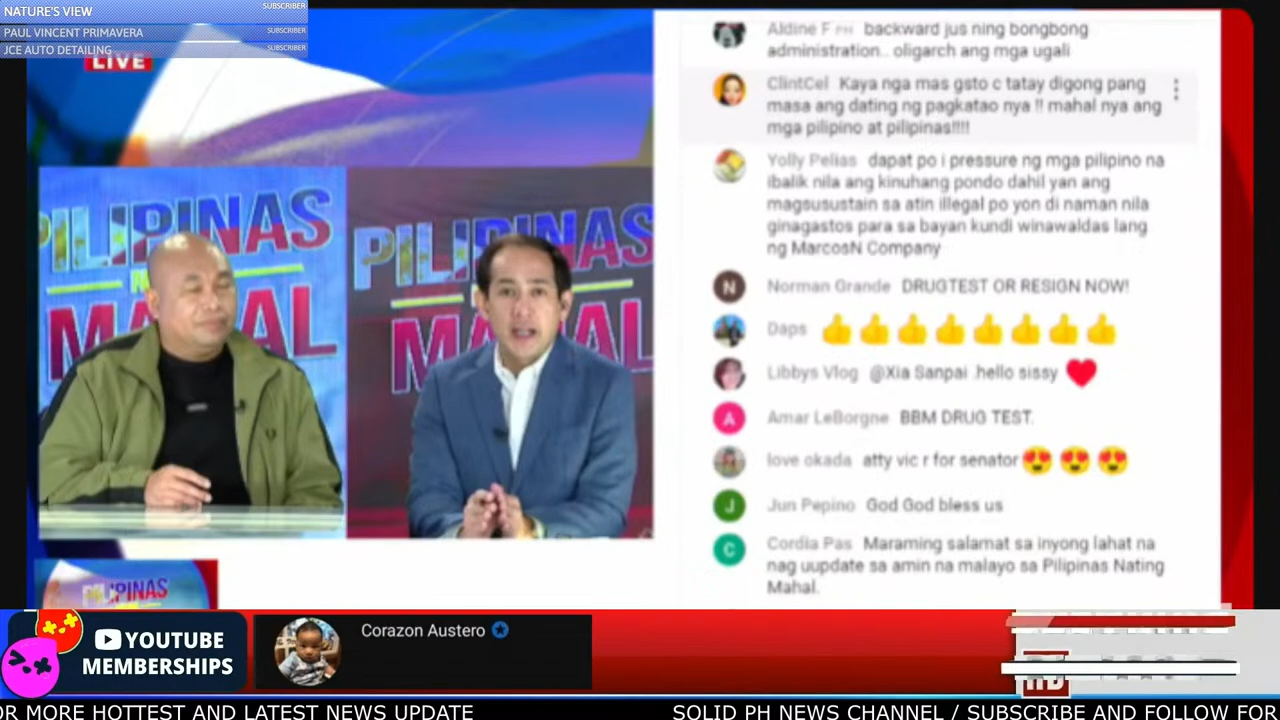 NATURE'S VIEW
SUBSCRIBER
PAUL VINCENT PRIMAVERA
SUBSCRIBER
JCE AUTO DETAILING
SUBSCRIBER
LIVE
PILIPINAS
MAHAL
PILIPINAS
MAHAL
PILIPINAS
Aldine F PH backward jus ning bongbong
administration.. oligarch ang mga ugali
ClintCel Kaya nga mas gsto c tatay digong pang
masa ang dating ng pagkatao nya !! mahal nya ang
mga pilipino at pilipinas!!!!
Yolly Pelias dapat po i pressure ng mga pilipino na
ibalik nila ang kinuhang pondo dahil yan ang
magsusustain sa atin illegal po yon di naman nila
ginagastos para sa bayan kundi winawaldas lang
ng MarcosN Company
N Norman Grande DRUGTEST OR RESIGN NOW!
Daps 👍👍👍👍👍👍👍👍
Libbys Vlog @Xia Sanpai .hello sissy ❤️
A Amar LeBorgne BBM DRUG TEST.
love okada atty vic r for senator😍 😍 😍
J Jun Pepino God God bless us
C Cordia Pas Maraming salamat sa inyong lahat na
nag uupdate sa amin na malayo sa Pilipinas Nating
Mahal.
YOUTUBE
MEMBERSHIPS
Corazon Austero
OR MORE HOTTEST AND LATEST NEWS UPDATE
SOLID PH NEWS CHANNEL / SUBSCRIBE AND FOLLOW FOR